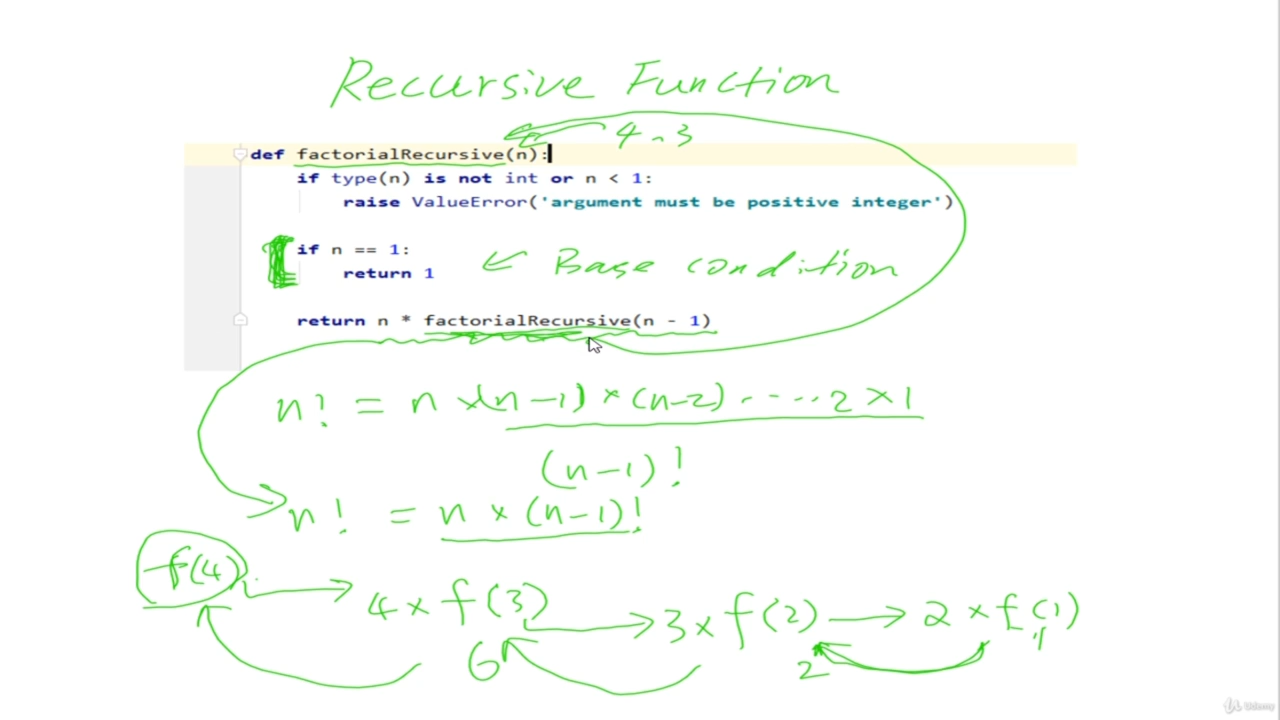 Recursive Function
4 . 3
def factorialRecursive(n):
if type(n) is not int or n < 1:
raise ValueError('argument must be positive integer')
if n == 1:
return 1
Base condition
return n * factorialRecursive(n - 1)
n! = n ×(n-1) × (n-2) ..... 2 × 1
(n-1)!
n! = n × (n-1)!
f(4)
4 × f(3)
3 × f(2)
2 × f(1)
6
2
1
Udemy